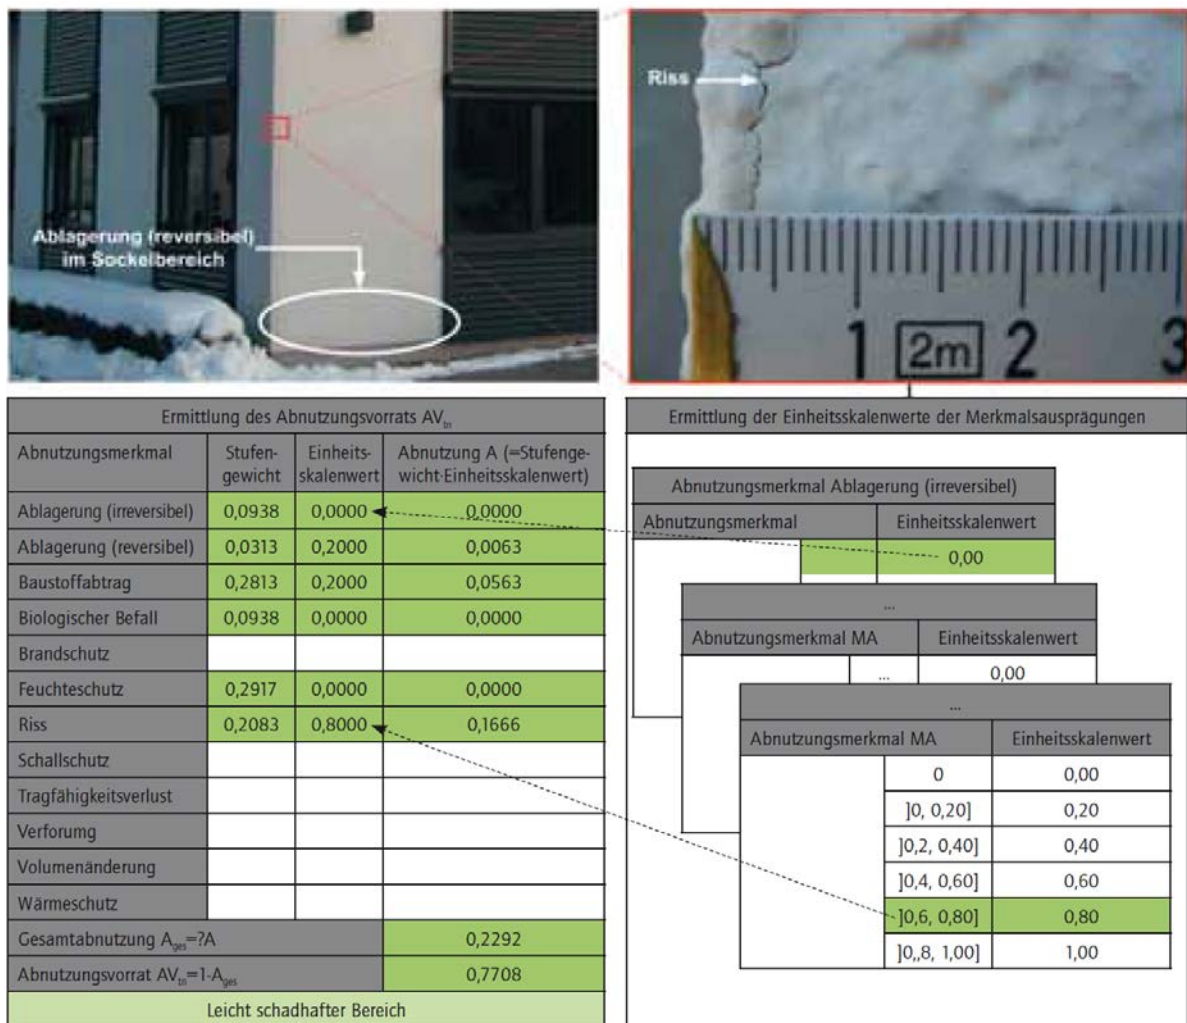 Ablagerung (reversibel)
im Sockelbereich
Riss
1 2m 2 3
Ermittlung des Abnutzungsvorrats AVtn
Abnutzungsmerkmal Stufen-gewicht Einheits-skalenwert Abnutzung A (=Stufenge-wicht·Einheitsskalenwert)
Ablagerung (irreversibel) 0,0938 0,0000 0,0000
Ablagerung (reversibel) 0,0313 0,2000 0,0063
Baustoffabtrag 0,2813 0,2000 0,0563
Biologischer Befall 0,0938 0,0000 0,0000
Brandschutz
Feuchteschutz 0,2917 0,0000 0,0000
Riss 0,2083 0,8000 0,1666
Schallschutz
Tragfähigkeitsverlust
Verforumg
Volumenänderung
Wärmeschutz
Gesamtabnutzung Ages=?A 0,2292
Abnutzungsvorrat AVtn=1-Ages 0,7708
Leicht schadhafter Bereich
Ermittlung der Einheitsskalenwerte der Merkmalsausprägungen
Abnutzungsmerkmal Ablagerung (irreversibel)
Abnutzungsmerkmal Einheitsskalenwert
0,00
...
Abnutzungsmerkmal MA Einheitsskalenwert
... 0,00
...
Abnutzungsmerkmal MA Einheitsskalenwert
0 0,00
]0, 0,20] 0,20
]0,2, 0,40] 0,40
]0,4, 0,60] 0,60
]0,6, 0,80] 0,80
]0,,8, 1,00] 1,00